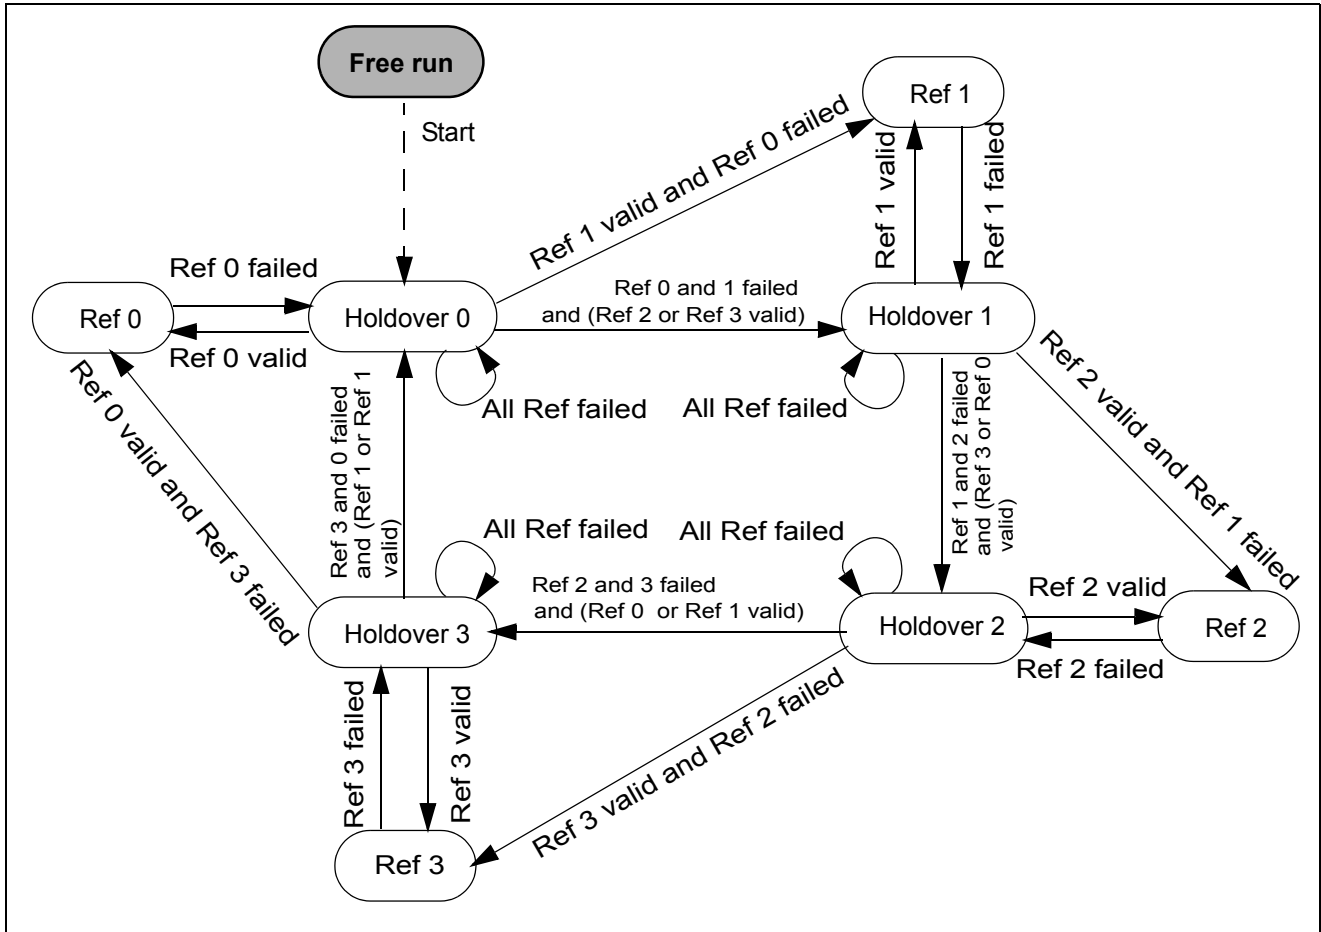 Free run
Start
Ref 1
Ref 1 valid and Ref 0 failed
Ref 1 valid
Ref 1 failed
Ref 0 failed
Ref 0
Ref 0 valid
Holdover 0
Ref 0 and 1 failed
and (Ref 2 or Ref 3 valid)
Holdover 1
All Ref failed
All Ref failed
Ref 0 valid and Ref 3 failed
Ref 3 and 0 failed
and (Ref 1 or Ref 1
valid)
Ref 1 and 2 failed
and (Ref 3 or Ref 0
valid)
Ref 2 valid and Ref 1 failed
All Ref failed
All Ref failed
Ref 2 and 3 failed
and (Ref 0 or Ref 1 valid)
Holdover 3
Holdover 2
Ref 2 valid
Ref 2
Ref 2 failed
Ref 3 failed
Ref 3 valid
Ref 3 valid and Ref 2 failed
Ref 3